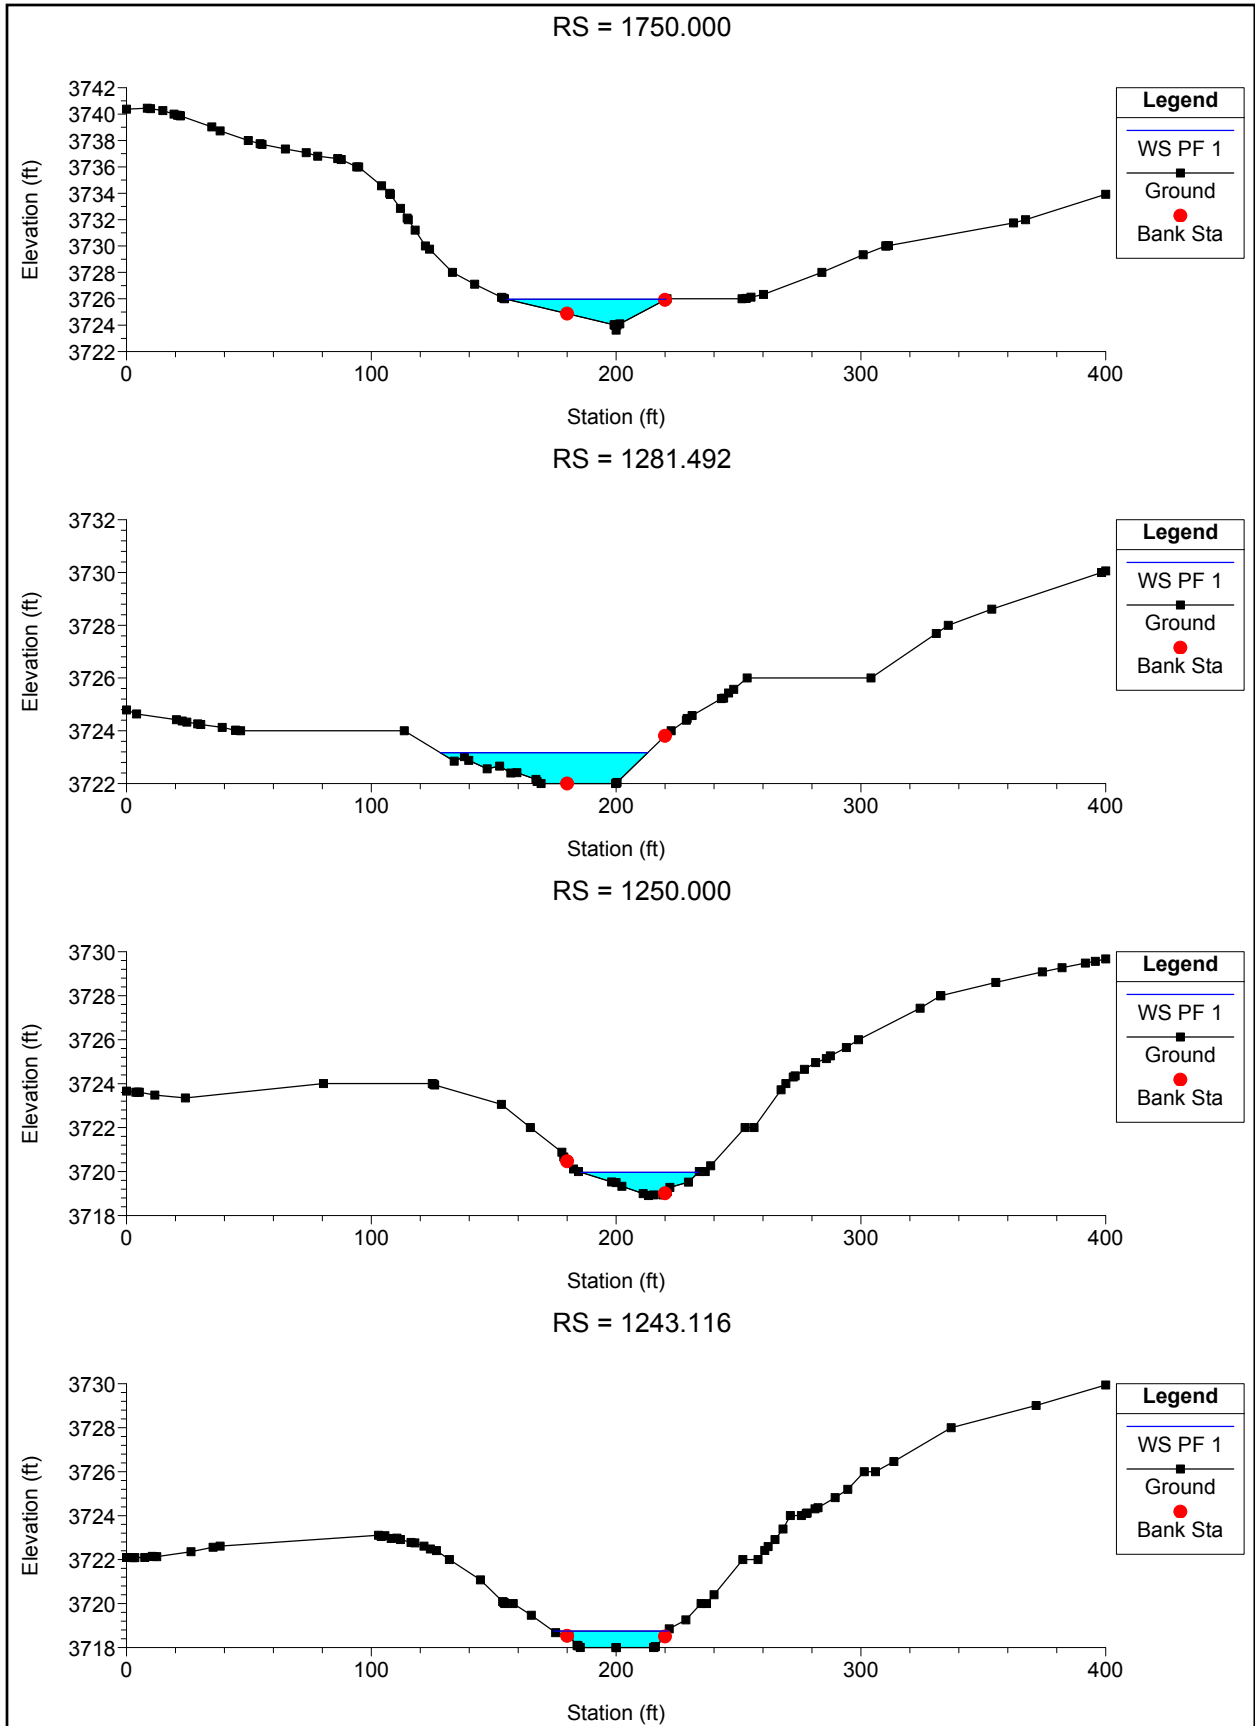 RS = 1750.000
3742
3740
3738
3736
3734
3732
3730
3728
3726
3724
3722
Elevation (ft)
0 100 200 300 400
Station (ft)
Legend
WS PF 1
Ground
Bank Sta
RS = 1281.492
3732
3730
3728
3726
3724
3722
Elevation (ft)
0 100 200 300 400
Station (ft)
Legend
WS PF 1
Ground
Bank Sta
RS = 1250.000
3730
3728
3726
3724
3722
3720
3718
Elevation (ft)
0 100 200 300 400
Station (ft)
Legend
WS PF 1
Ground
Bank Sta
RS = 1243.116
3730
3728
3726
3724
3722
3720
3718
Elevation (ft)
0 100 200 300 400
Station (ft)
Legend
WS PF 1
Ground
Bank Sta